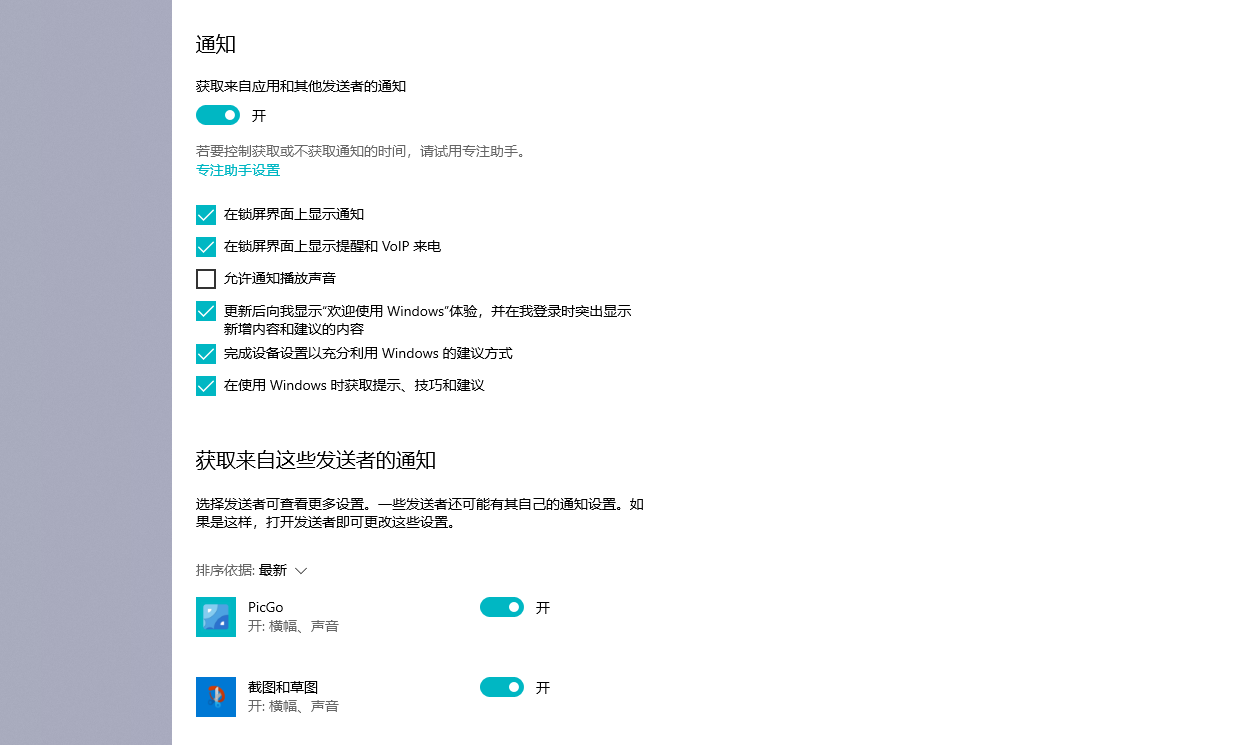 通知
获取来自应用和其他发送者的通知
开
若要控制获取或不获取通知的时间，请试用专注助手。
专注助手设置
在锁屏界面上显示通知
在锁屏界面上显示提醒和 VoIP 来电
允许通知播放声音
更新后向我显示“欢迎使用 Windows”体验，并在我登录时突出显示
新增内容和建议的内容
完成设备设置以充分利用 Windows 的建议方式
在使用 Windows 时获取提示、技巧和建议
获取来自这些发送者的通知
选择发送者可查看更多设置。一些发送者还可能有其自己的通知设置。如
果是这样，打开发送者即可更改这些设置。
排序依据: 最新
PicGo 开
开: 横幅、声音
截图和草图 开
开: 横幅、声音